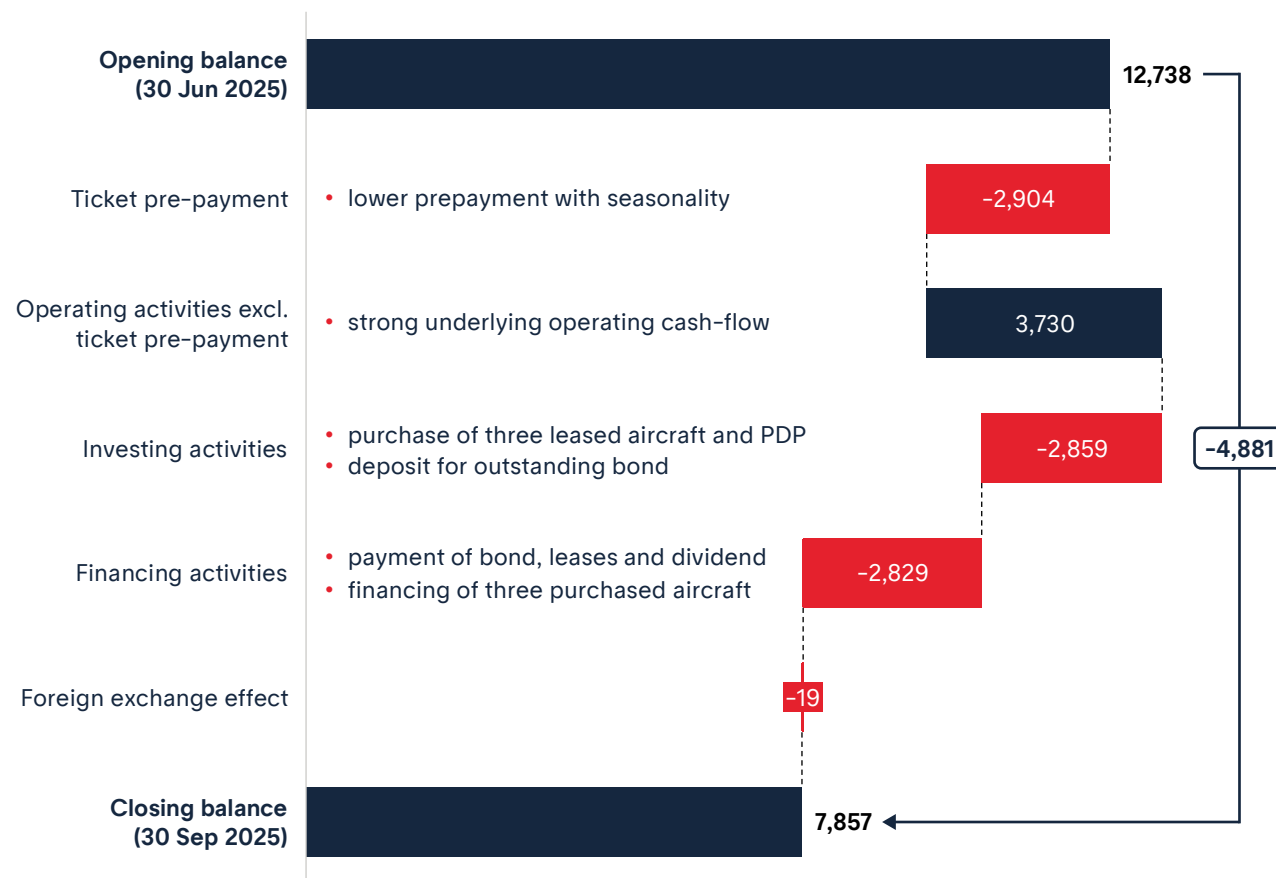 Opening balance
(30 Jun 2025)
12,738
Ticket pre-payment
• lower prepayment with seasonality
-2,904
Operating activities excl.
ticket pre-payment
• strong underlying operating cash-flow
3,730
Investing activities
• purchase of three leased aircraft and PDP
• deposit for outstanding bond
-2,859
-4,881
Financing activities
• payment of bond, leases and dividend
• financing of three purchased aircraft
-2,829
Foreign exchange effect
-19
Closing balance
(30 Sep 2025)
7,857